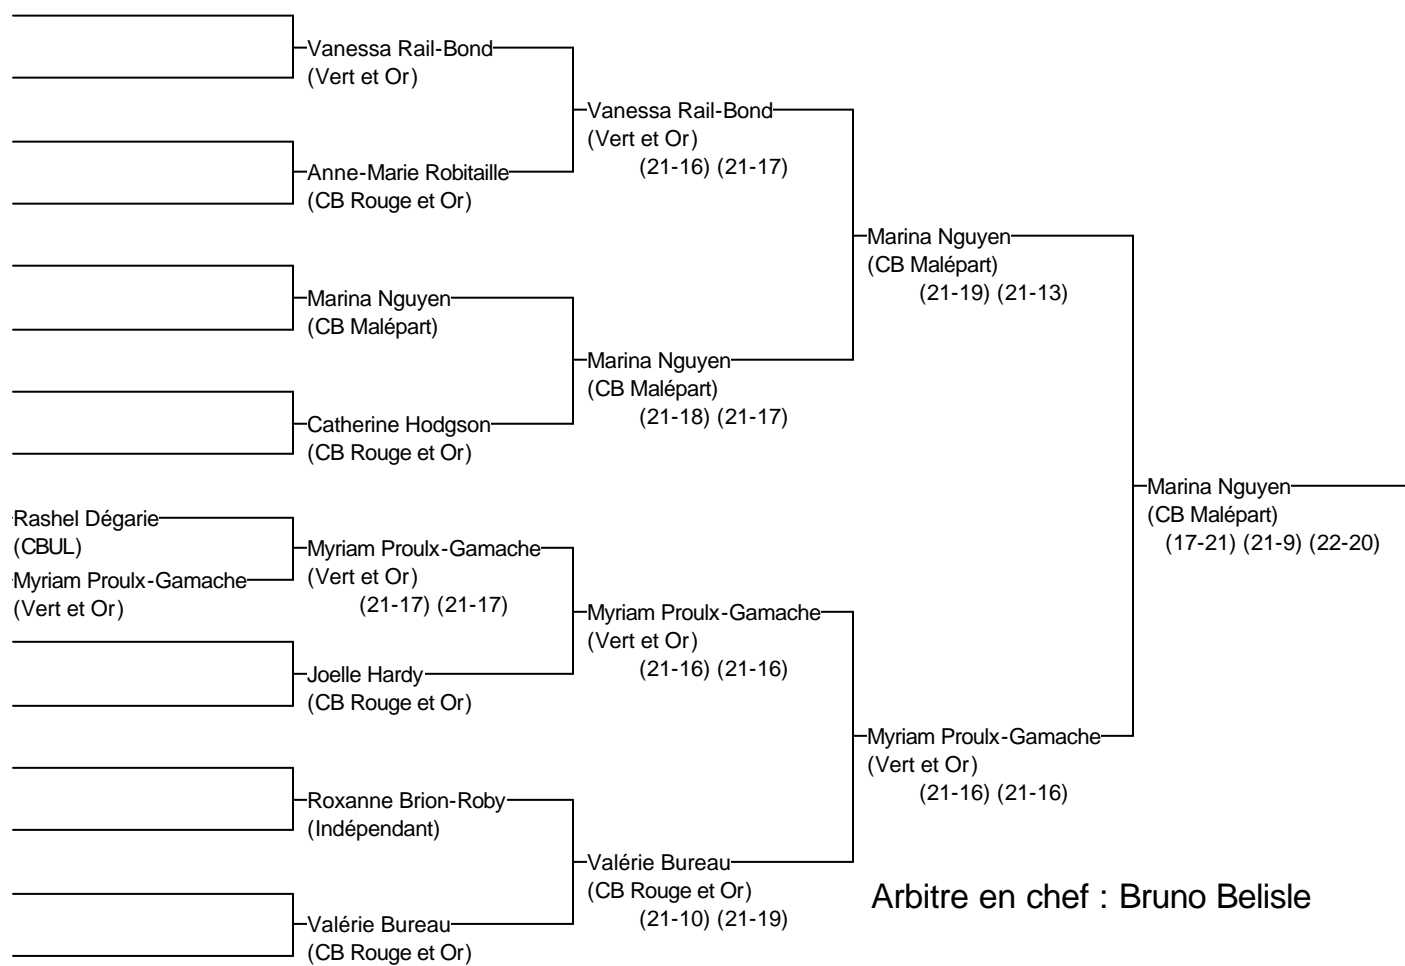 Vanessa Rail-Bond
(Vert et Or)
Anne-Marie Robitaille
(CB Rouge et Or)
Marina Nguyen
(CB Malépart)
Catherine Hodgson
(CB Rouge et Or)
Rashel Dégarie
(CBUL)
Myriam Proulx-Gamache
(Vert et Or)
Myriam Proulx-Gamache
(Vert et Or)
(21-17) (21-17)
Joelle Hardy
(CB Rouge et Or)
Roxanne Brion-Roby
(Indépendant)
Valérie Bureau
(CB Rouge et Or)
Vanessa Rail-Bond
(Vert et Or)
(21-16) (21-17)
Marina Nguyen
(CB Malépart)
(21-18) (21-17)
Myriam Proulx-Gamache
(Vert et Or)
(21-16) (21-16)
Valérie Bureau
(CB Rouge et Or)
(21-10) (21-19)
Marina Nguyen
(CB Malépart)
(21-19) (21-13)
Myriam Proulx-Gamache
(Vert et Or)
(21-16) (21-16)
Marina Nguyen
(CB Malépart)
(17-21) (21-9) (22-20)
Arbitre en chef : Bruno Belisle